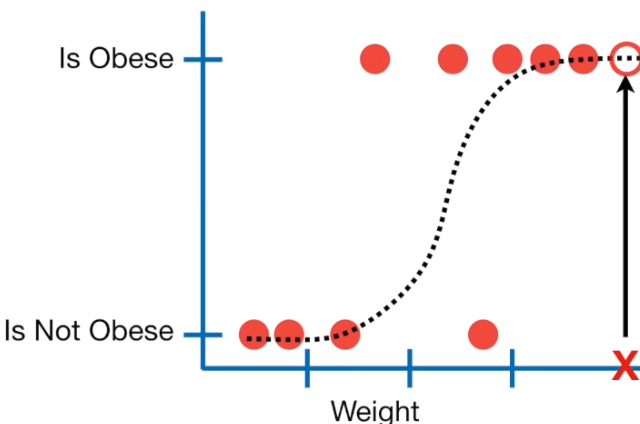 Is Obese
Is Not Obese
X
Weight